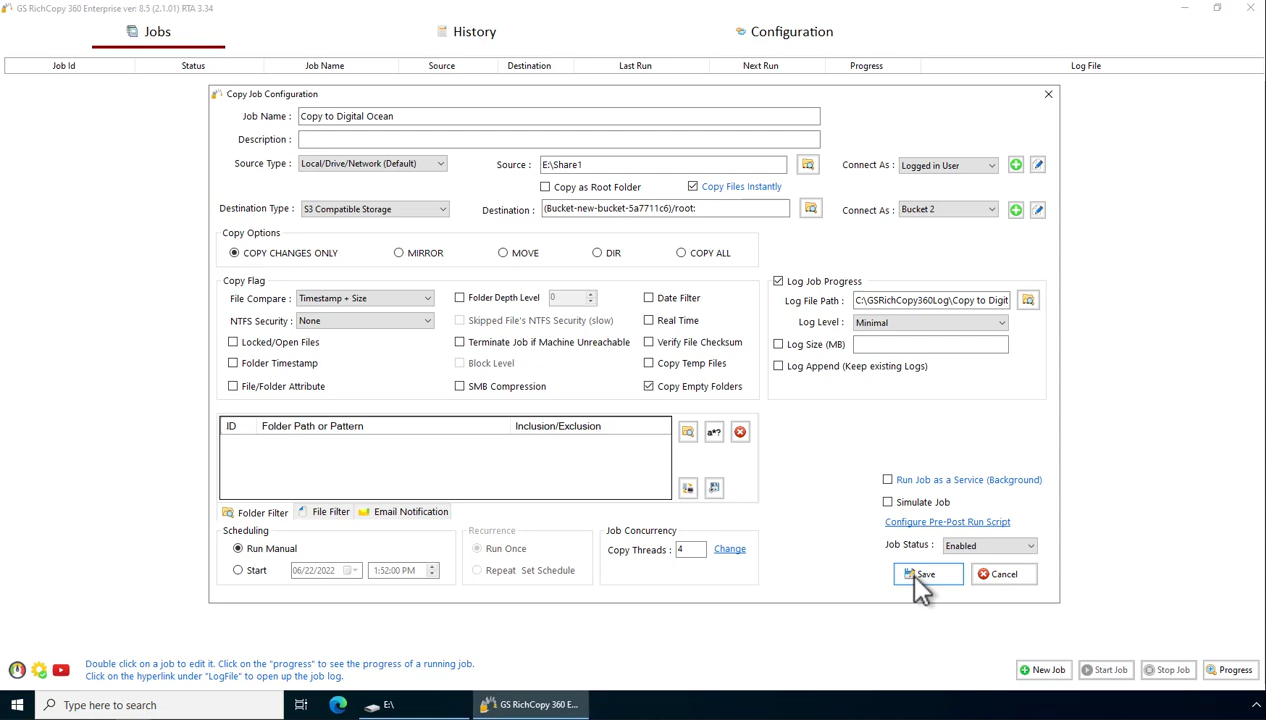 GS RichCopy 360 Enterprise ver: 8.5 (2.1.01) RTA 3.34
Jobs History Configuration
Job Id Status Job Name Source Destination Last Run Next Run Progress Log File
Copy Job Configuration
Job Name : Copy to Digital Ocean
Description :
Source Type : Local/Drive/Network (Default) Source : E:\Share1 Connect As : Logged in User
Copy as Root Folder Copy Files Instantly
Destination Type : S3 Compatible Storage Destination : (Bucket-new-bucket-5a7711c6)/root: Connect As : Bucket 2
Copy Options
COPY CHANGES ONLY MIRROR MOVE DIR COPY ALL
Copy Flag Log Job Progress
File Compare : Timestamp + Size Folder Depth Level 0 Date Filter Log File Path : C:\GSRichCopy360Log\Copy to Digit
NTFS Security : None Skipped File's NTFS Security (slow) Real Time Log Level : Minimal
Locked/Open Files Terminate Job if Machine Unreachable Verify File Checksum Log Size (MB)
Folder Timestamp Block Level Copy Temp Files Log Append (Keep existing Logs)
File/Folder Attribute SMB Compression Copy Empty Folders
ID Folder Path or Pattern Inclusion/Exclusion a*?
Run Job as a Service (Background)
Simulate Job
Folder Filter File Filter Email Notification Configure Pre-Post Run Script
Scheduling Recurrence Job Concurrency
Run Manual Run Once Copy Threads : 4 Change Job Status : Enabled
Start 06/22/2022 1:52:00 PM Repeat Set Schedule Save Cancel
Double click on a job to edit it. Click on the "progress" to see the progress of a running job.
Click on the hyperlink under "LogFile" to open up the job log.
New Job Start Job Stop Job Progress
Type here to search E:\ GS RichCopy 360 E...